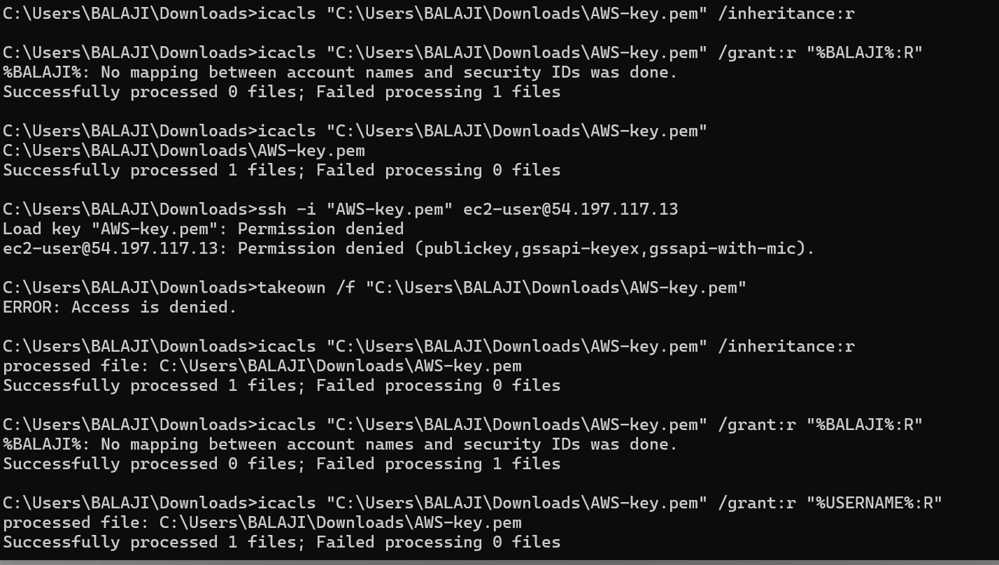 C:\Users\BALAJI\Downloads>icacls "C:\Users\BALAJI\Downloads\AWS-key.pem" /inheritance:r
C:\Users\BALAJI\Downloads>icacls "C:\Users\BALAJI\Downloads\AWS-key.pem" /grant:r "%BALAJI%:R"
%BALAJI%: No mapping between account names and security IDs was done.
Successfully processed 0 files; Failed processing 1 files
C:\Users\BALAJI\Downloads>icacls "C:\Users\BALAJI\Downloads\AWS-key.pem"
C:\Users\BALAJI\Downloads\AWS-key.pem
Successfully processed 1 files; Failed processing 0 files
C:\Users\BALAJI\Downloads>ssh -i "AWS-key.pem" ec2-user@54.197.117.13
Load key "AWS-key.pem": Permission denied
ec2-user@54.197.117.13: Permission denied (publickey,gssapi-keyex,gssapi-with-mic).
C:\Users\BALAJI\Downloads>takeown /f "C:\Users\BALAJI\Downloads\AWS-key.pem"
ERROR: Access is denied.
C:\Users\BALAJI\Downloads>icacls "C:\Users\BALAJI\Downloads\AWS-key.pem" /inheritance:r
processed file: C:\Users\BALAJI\Downloads\AWS-key.pem
Successfully processed 1 files; Failed processing 0 files
C:\Users\BALAJI\Downloads>icacls "C:\Users\BALAJI\Downloads\AWS-key.pem" /grant:r "%BALAJI%:R"
%BALAJI%: No mapping between account names and security IDs was done.
Successfully processed 0 files; Failed processing 1 files
C:\Users\BALAJI\Downloads>icacls "C:\Users\BALAJI\Downloads\AWS-key.pem" /grant:r "%USERNAME%:R"
processed file: C:\Users\BALAJI\Downloads\AWS-key.pem
Successfully processed 1 files; Failed processing 0 files